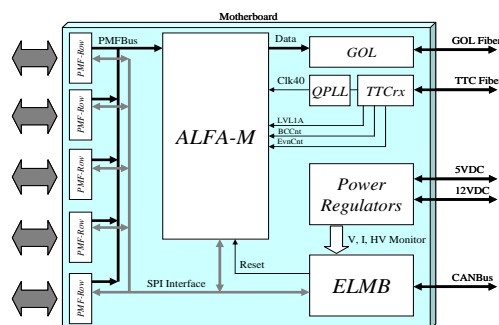 Motherboard
PMF-Row
PMFBus
ALFA-M
Data
GOL
GOL Fiber
Clk40
QPLL
TTCrx
TTC Fiber
PMF-Row
LVL1A
BCCnt
EvnCnt
PMF-Row
Power
Regulators
5VDC
12VDC
PMF-Row
V, I, HV Monitor
Reset
PMF-Row
SPI Interface
ELMB
CANBus